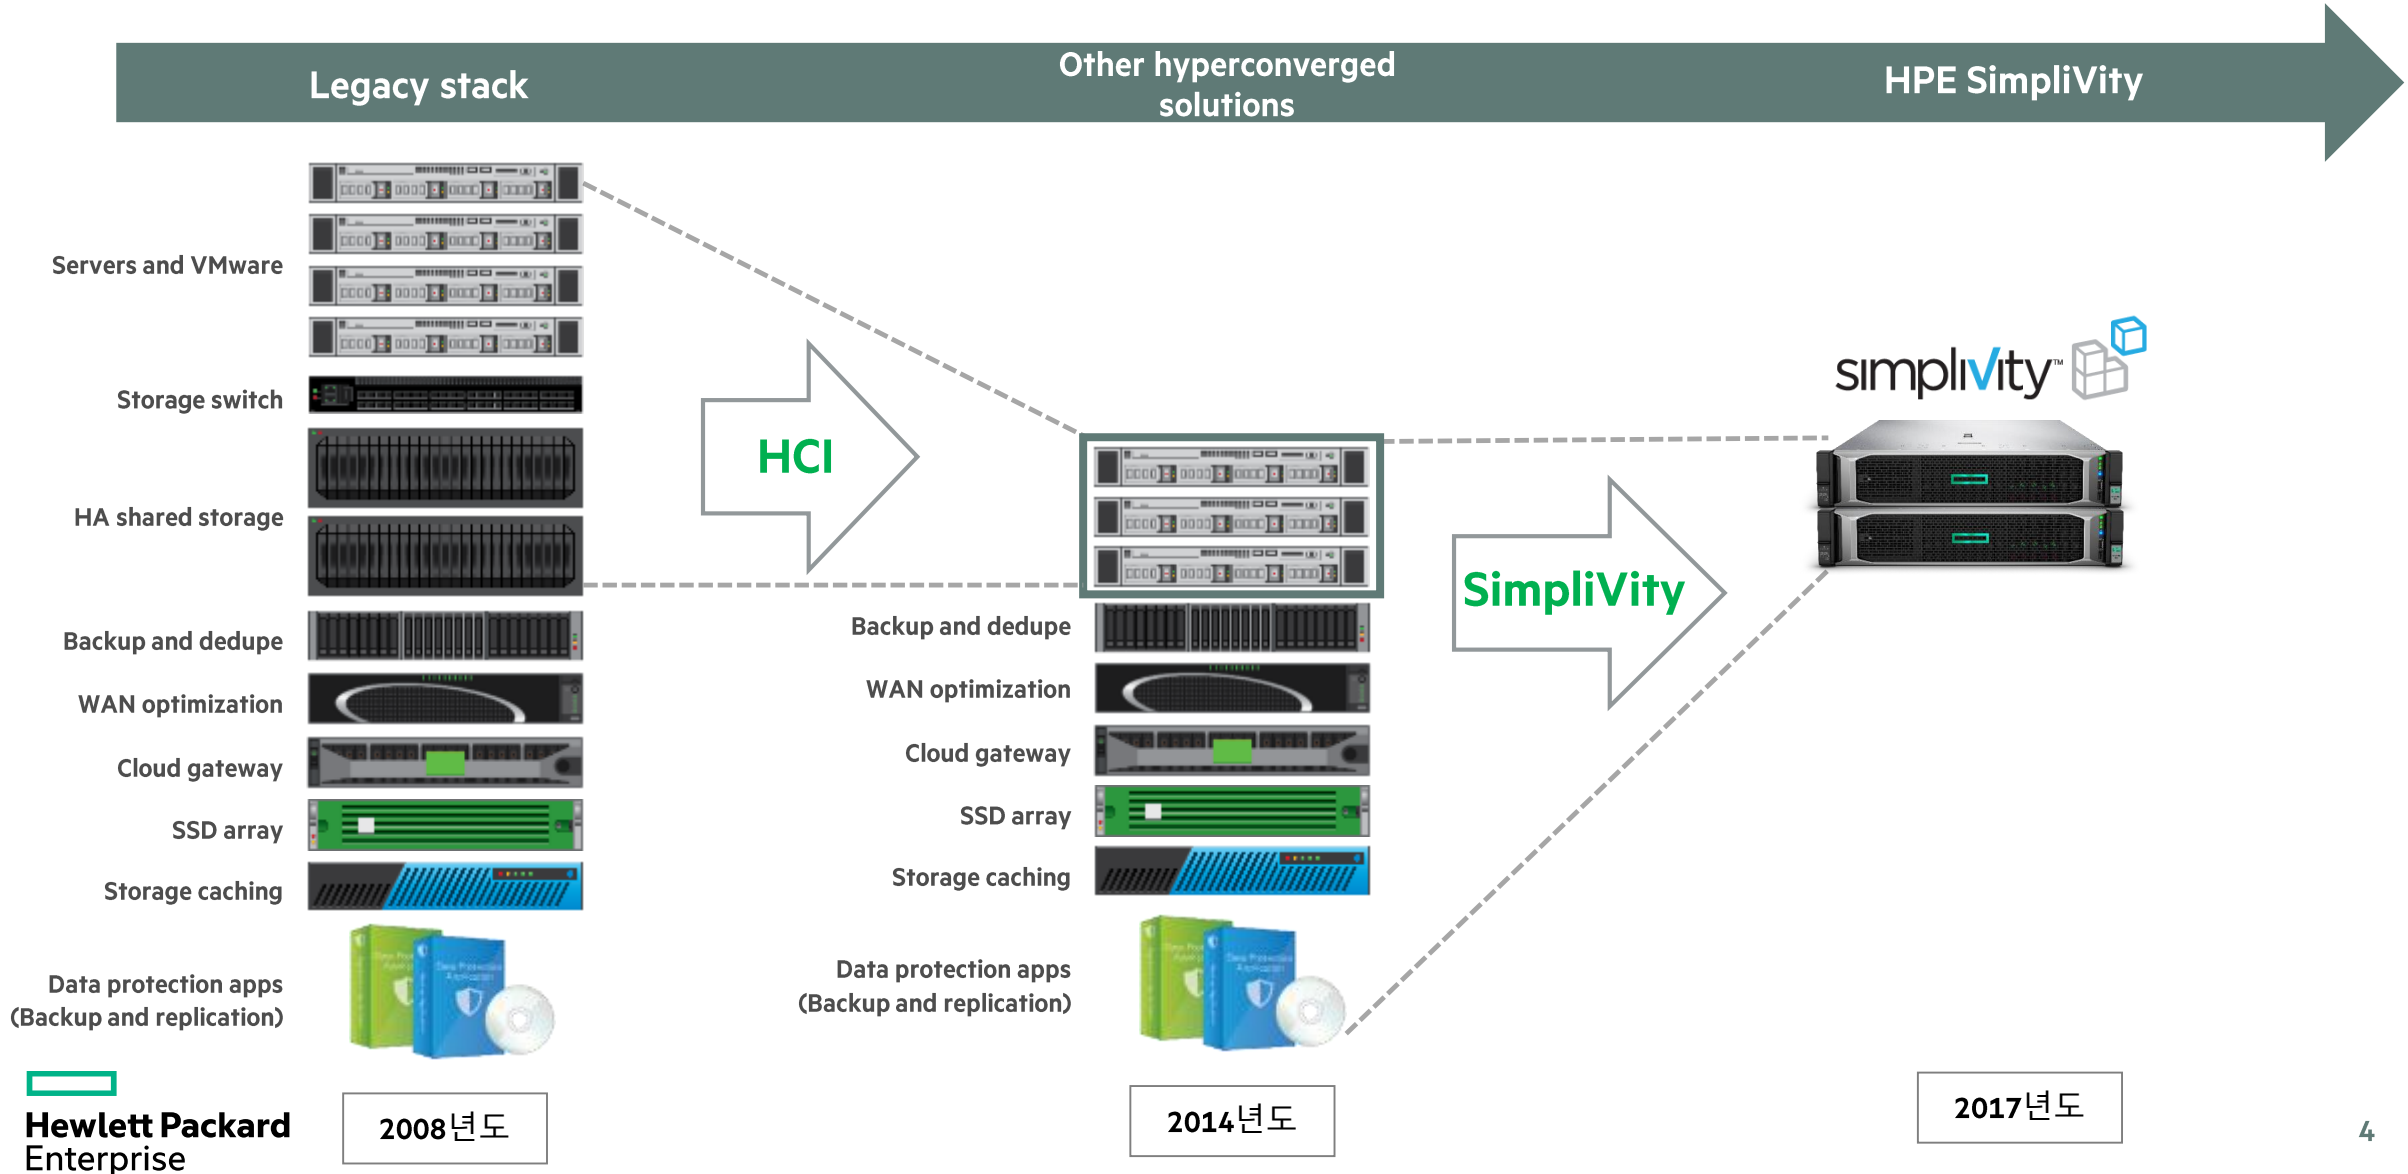 Legacy stack
Other hyperconverged
solutions
HPE SimpliVity
Servers and VMware
Storage switch
HA shared storage
Backup and dedupe
WAN optimization
Cloud gateway
SSD array
Storage caching
Data protection apps
(Backup and replication)
HCI
Backup and dedupe
WAN optimization
Cloud gateway
SSD array
Storage caching
Data protection apps
(Backup and replication)
SimpliVity
simpliVity™
2008년도
2014년도
2017년도
Hewlett Packard
Enterprise
4